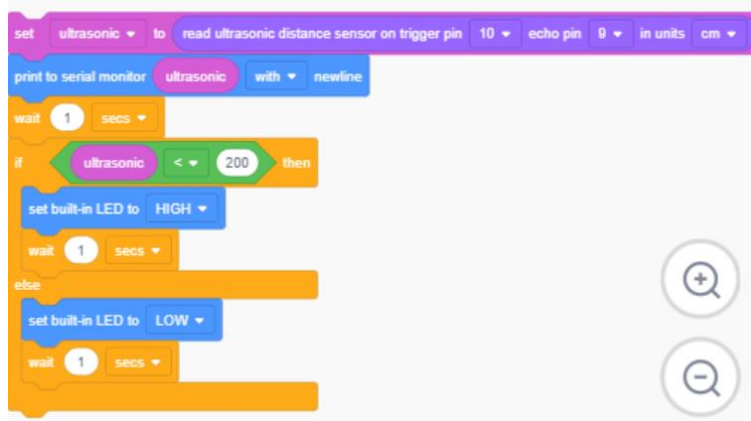 set ultrasonic to read ultrasonic distance sensor on trigger pin 10 echo pin 9 in units cm
print to serial monitor ultrasonic with newline
wait 1 secs
if ultrasonic < 200 then
set built-in LED to HIGH
wait 1 secs
else
set built-in LED to LOW
wait 1 secs